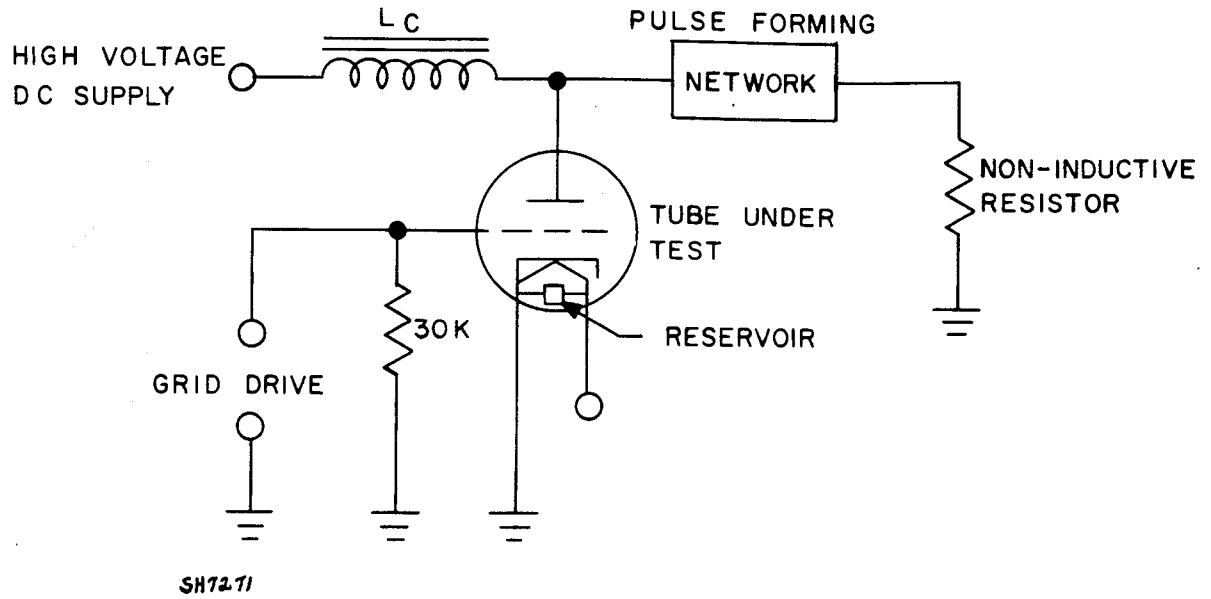 L C
PULSE FORMING
HIGH VOLTAGE
DC SUPPLY
NETWORK
NON-INDUCTIVE
RESISTOR
TUBE UNDER
TEST
30K
RESERVOIR
GRID DRIVE
SH7271